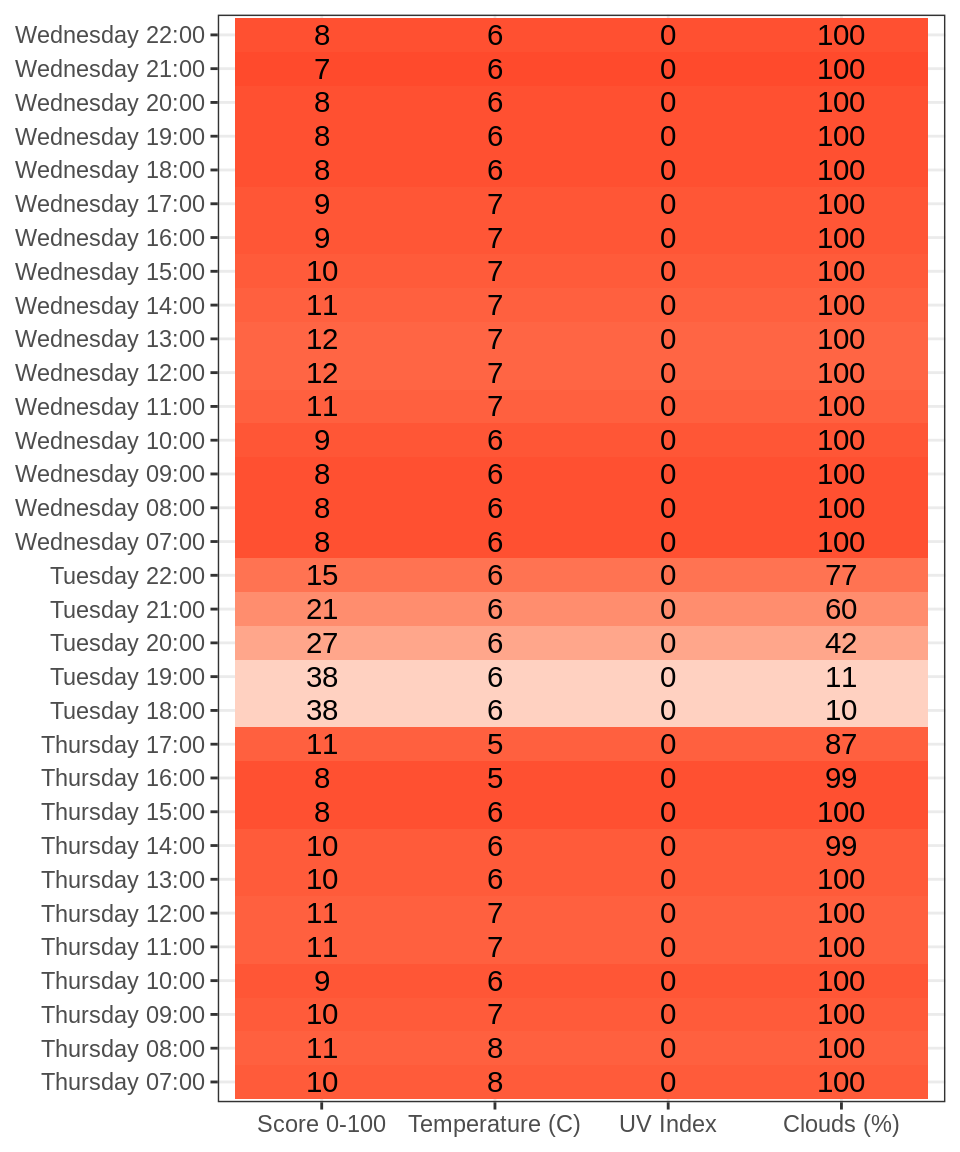 Wednesday 22:00 8 6 0 100
Wednesday 21:00 7 6 0 100
Wednesday 20:00 8 6 0 100
Wednesday 19:00 8 6 0 100
Wednesday 18:00 8 6 0 100
Wednesday 17:00 9 7 0 100
Wednesday 16:00 9 7 0 100
Wednesday 15:00 10 7 0 100
Wednesday 14:00 11 7 0 100
Wednesday 13:00 12 7 0 100
Wednesday 12:00 12 7 0 100
Wednesday 11:00 11 7 0 100
Wednesday 10:00 9 6 0 100
Wednesday 09:00 8 6 0 100
Wednesday 08:00 8 6 0 100
Wednesday 07:00 8 6 0 100
Tuesday 22:00 15 6 0 77
Tuesday 21:00 21 6 0 60
Tuesday 20:00 27 6 0 42
Tuesday 19:00 38 6 0 11
Tuesday 18:00 38 6 0 10
Thursday 17:00 11 5 0 87
Thursday 16:00 8 5 0 99
Thursday 15:00 8 6 0 100
Thursday 14:00 10 6 0 99
Thursday 13:00 10 6 0 100
Thursday 12:00 11 7 0 100
Thursday 11:00 11 7 0 100
Thursday 10:00 9 6 0 100
Thursday 09:00 10 7 0 100
Thursday 08:00 11 8 0 100
Thursday 07:00 10 8 0 100
Score 0-100 Temperature (C) UV Index Clouds (%)